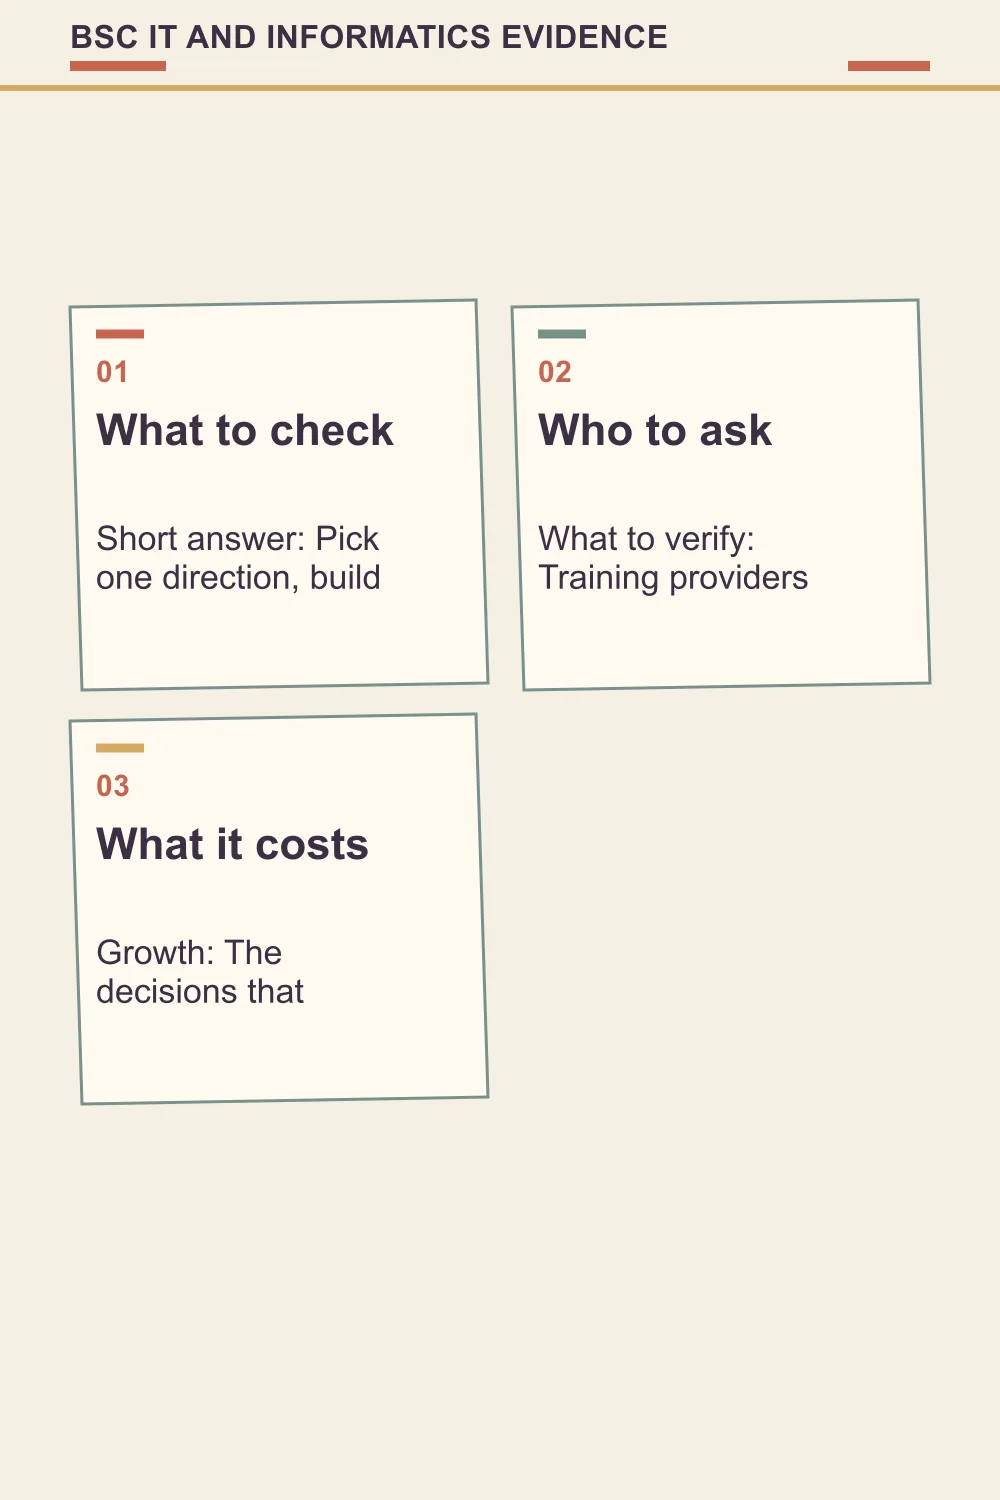 BSC IT AND INFORMATICS EVIDENCE
01
What to check
Short answer: Pick
one direction, build
02
Who to ask
What to verify:
Training providers
03
What it costs
Growth: The
decisions that